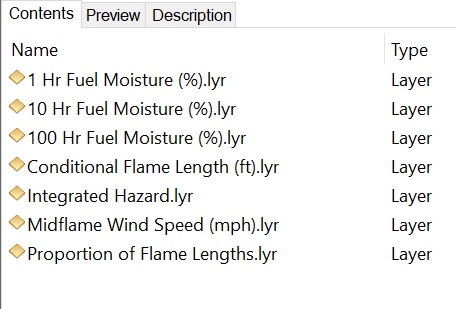 Contents Preview Description
Name Type
1 Hr Fuel Moisture (%).lyr Layer
10 Hr Fuel Moisture (%).lyr Layer
100 Hr Fuel Moisture (%).lyr Layer
Conditional Flame Length (ft).lyr Layer
Integrated Hazard.lyr Layer
Midflame Wind Speed (mph).lyr Layer
Proportion of Flame Lengths.lyr Layer